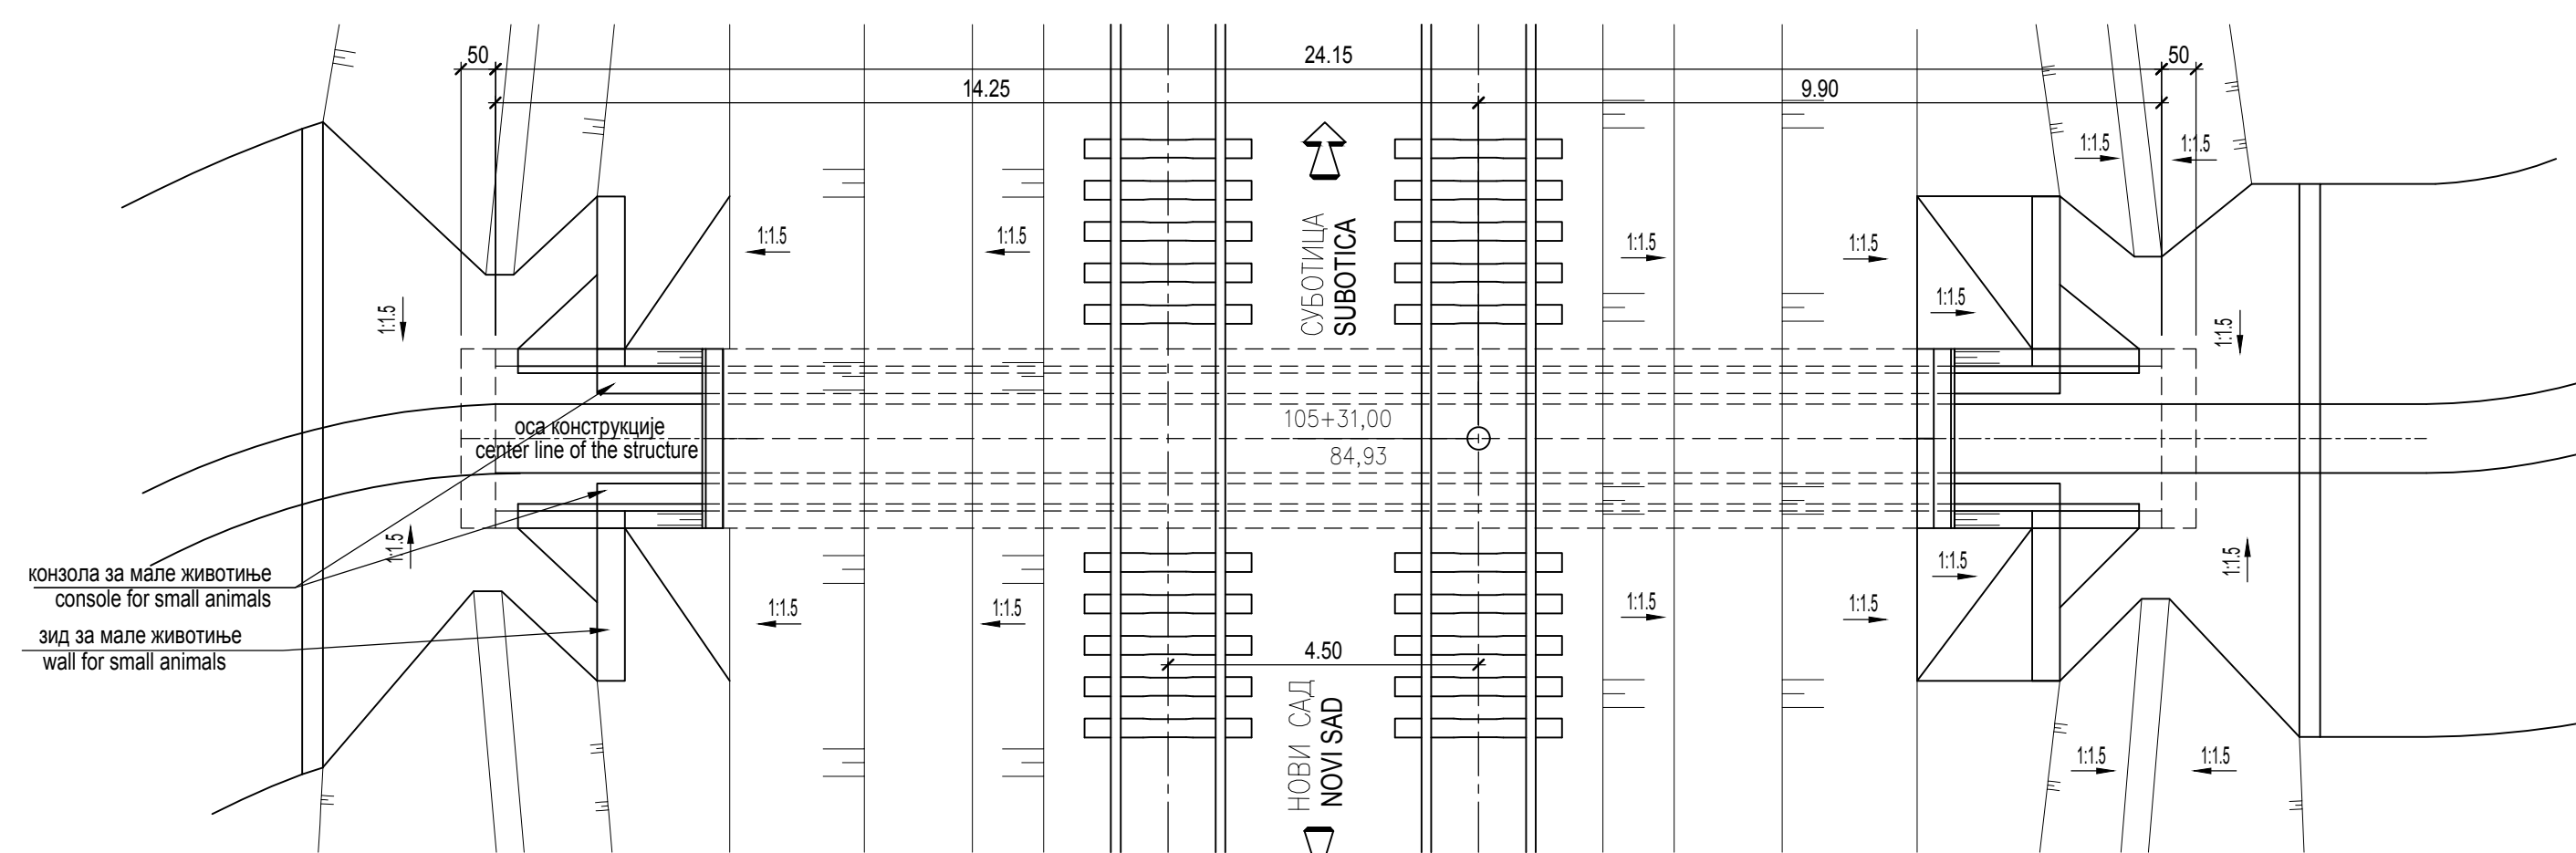 50
24.15
50
14.25
9.90
1:1.5
1:1.5
1:1.5
1:1.5
1:1.5
1:1.5
СУБОТИЦА
SUBOTICA
1:1.5
1:1.5
1:1.5
105+31,00
84,93
оса конструкције
center line of the structure
1:1.5
1:1.5
1:1.5
конзола за мале животиње
console for small animals
1:1.5
1:1.5
1:1.5
1:1.5
зид за мале животиње
wall for small animals
4.50
НОВИ САД
NOVI SAD
1:1.5
1:1.5